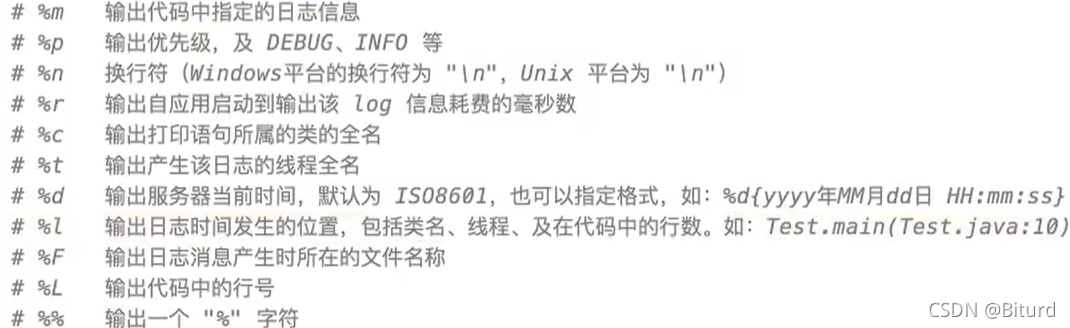 # %m 输出代码中指定的日志信息
# %p 输出优先级，及 DEBUG、INFO 等
# %n 换行符（Windows平台的换行符为 "\n"，Unix 平台为 "\n"）
# %r 输出自应用启动到输出该 log 信息耗费的毫秒数
# %c 输出打印语句所属的类的全名
# %t 输出产生该日志的线程全名
# %d 输出服务器当前时间，默认为 ISO8601，也可以指定格式，如：%d{yyyy年MM月dd日 HH:mm:ss}
# %l 输出日志时间发生的位置，包括类名、线程、及在代码中的行数。如：Test.main(Test.java:10)
# %F 输出日志消息产生时所在的文件名称
# %L 输出代码中的行号
# %% 输出一个 "%" 字符
CSDN @Biturd